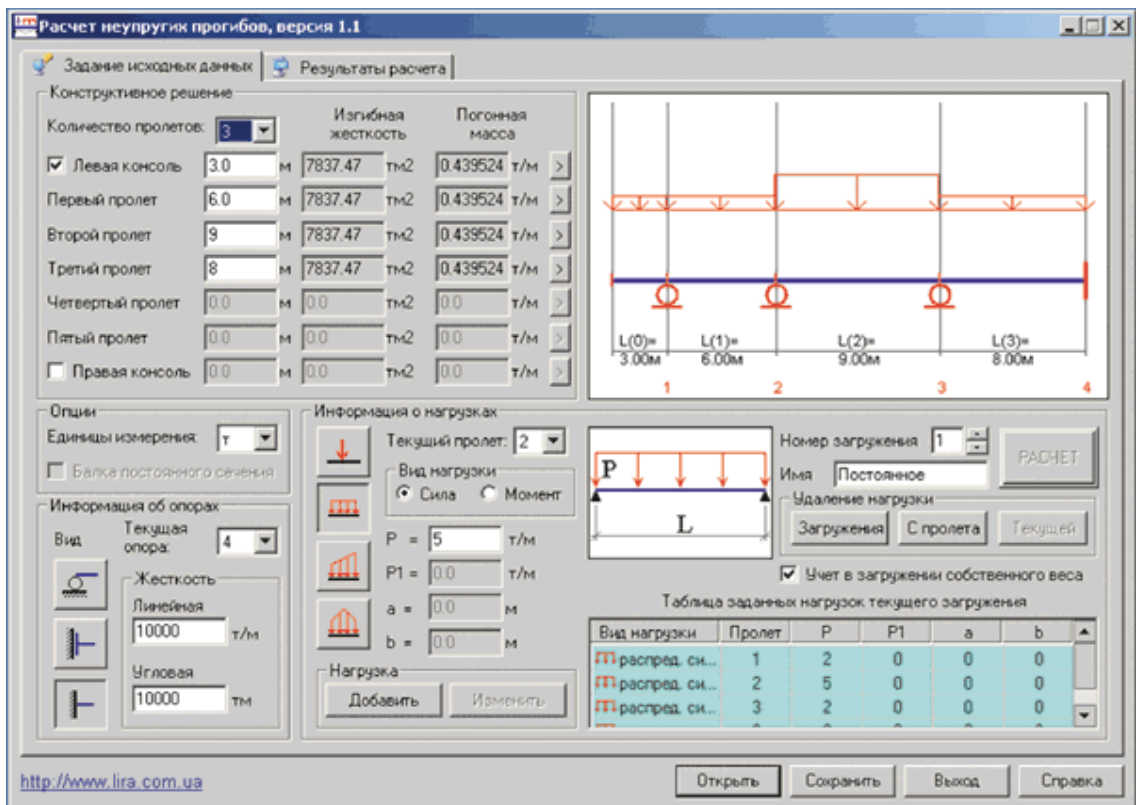 Расчет неупругих прогибов, версия 1.1
Задание исходных данных
Результаты расчета
Конструктивное решение
Количество пролетов: 3
Изгибная жесткость
Погонная масса
Левая консоль 3.0 м 7837.47 тм2 0.439524 т/м >
Первый пролет 6.0 м 7837.47 тм2 0.439524 т/м >
Второй пролет 9 м 7837.47 тм2 0.439524 т/м >
Третий пролет 8 м 7837.47 тм2 0.439524 т/м >
Четвертый пролет 0.0 м 0.0 тм2 0.0 т/м >
Пятый пролет 0.0 м 0.0 тм2 0.0 т/м >
Правая консоль 0.0 м 0.0 тм2 0.0 т/м >
L(0)= L(1)= L(2)= L(3)=
3.00м 6.00м 9.00м 8.00м
1 2 3 4
Опции
Единицы измерения: т
Балка постоянного сечения
Информация об опорах
Вид
Текущая опора: 4
Жесткость
Линейная
10000 т/м
Угловая
10000 тм
Информация о нагрузках
Текущий пролет: 2
Вид нагрузки
Сила Момент
P = 5 т/м
P1 = 0.0 т/м
a = 0.0 м
b = 0.0 м
Нагрузка
Добавить Изменить
P
L
Номер загружения 1
Имя Постоянное
РАСЧЕТ
Удаление нагрузки
Загружения С пролета Текущей
Учет в загружении собственного веса
Таблица заданных нагрузок текущего загружения
Вид нагрузки Пролет P P1 a b
распред. си... 1 2 0 0 0
распред. си... 2 5 0 0 0
распред. си... 3 2 0 0 0
http://www.lira.com.ua
Открыть Сохранить Выход Справка